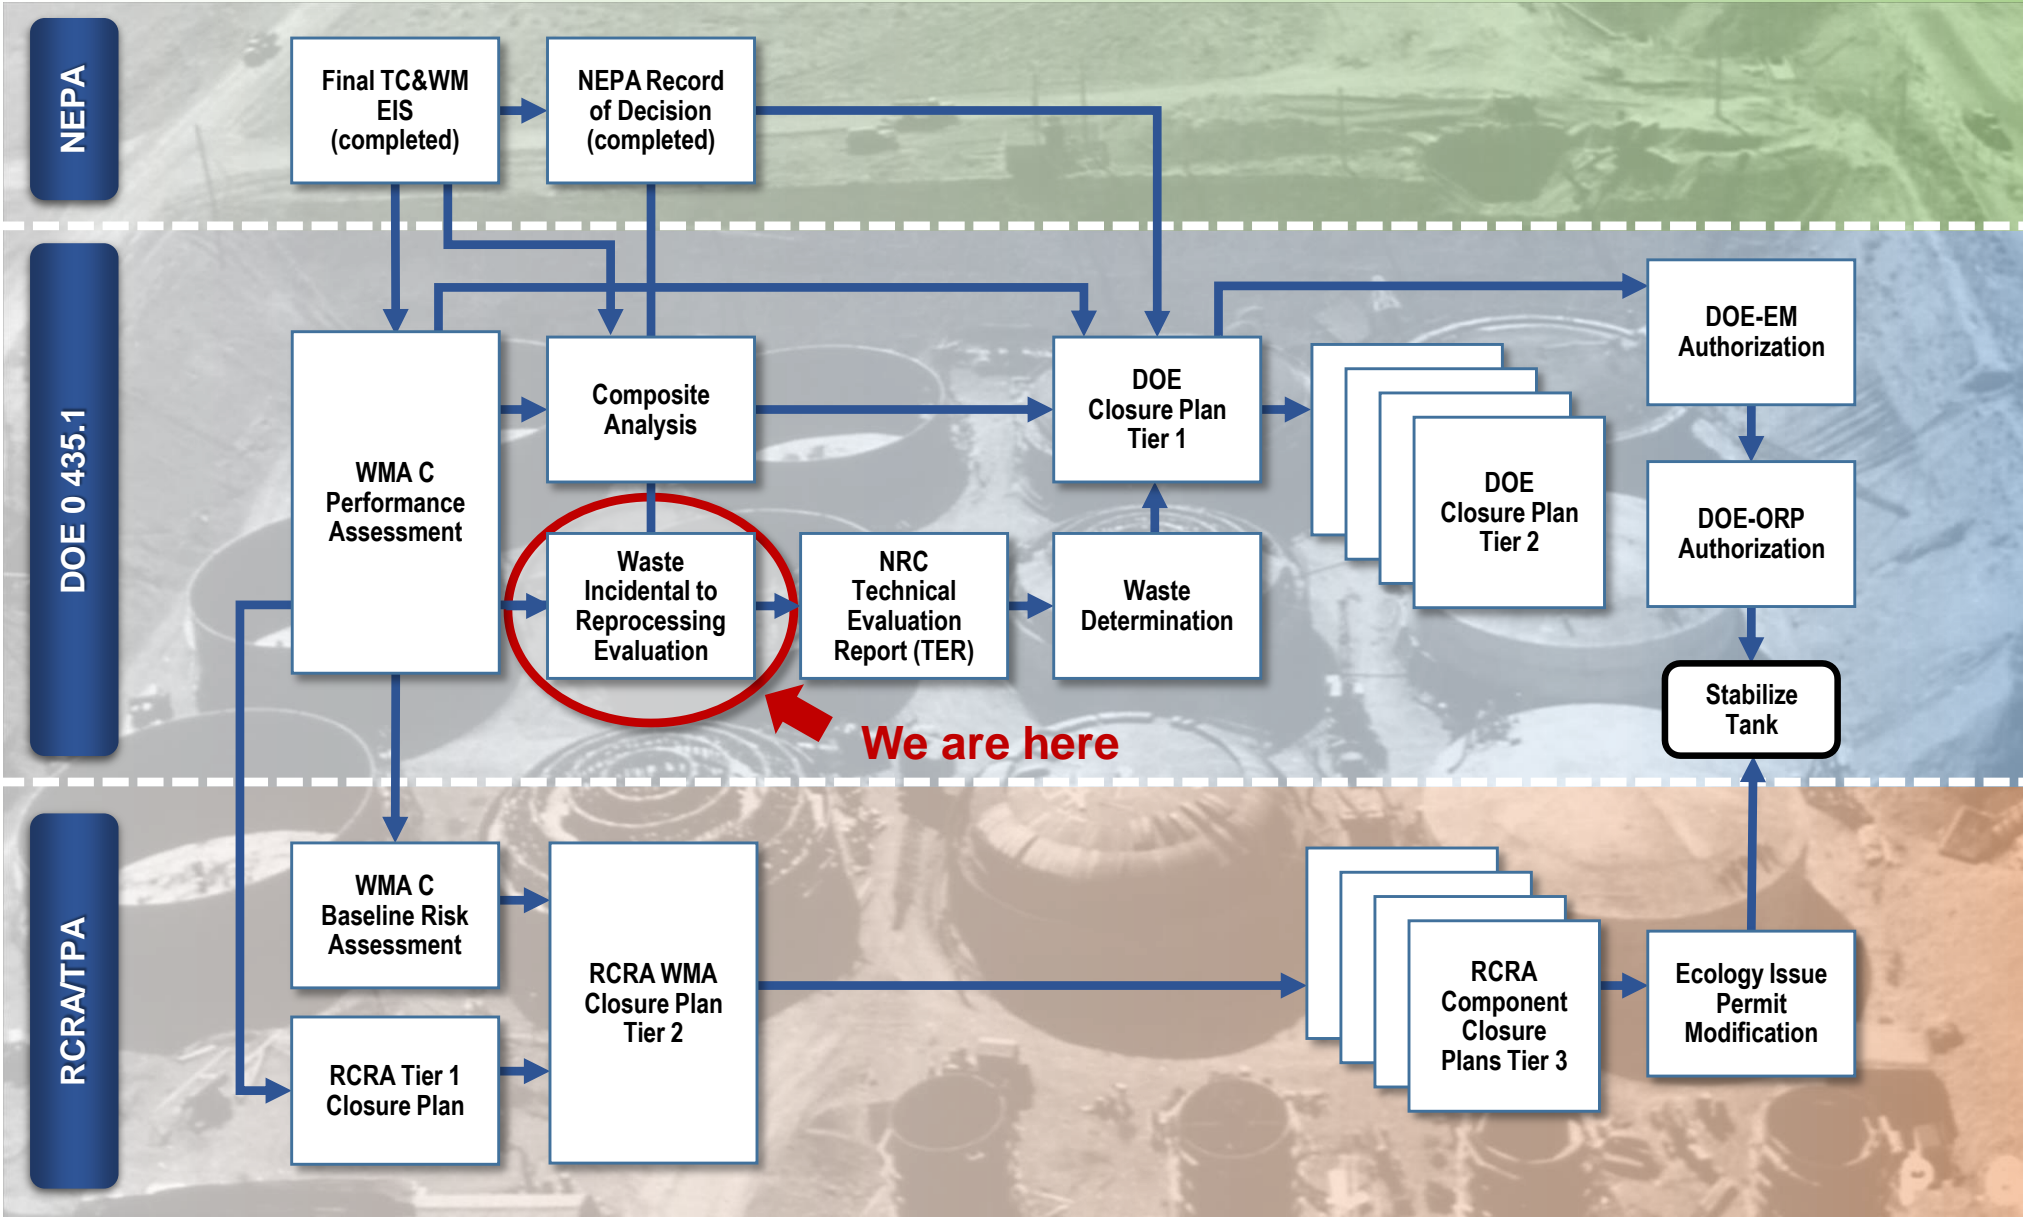 NEPA
Final TC&WM
EIS
(completed)
NEPA Record
of Decision
(completed)
DOE 0 435.1
WMA C
Performance
Assessment
Composite
Analysis
Waste
Incidental to
Reprocessing
Evaluation
NRC
Technical
Evaluation
Report (TER)
Waste
Determination
DOE
Closure Plan
Tier 1
DOE
Closure Plan
Tier 2
DOE-EM
Authorization
DOE-ORP
Authorization
Stabilize
Tank
We are here
RCRA/TPA
WMA C
Baseline Risk
Assessment
RCRA Tier 1
Closure Plan
RCRA WMA
Closure Plan
Tier 2
RCRA
Component
Closure
Plans Tier 3
Ecology Issue
Permit
Modification